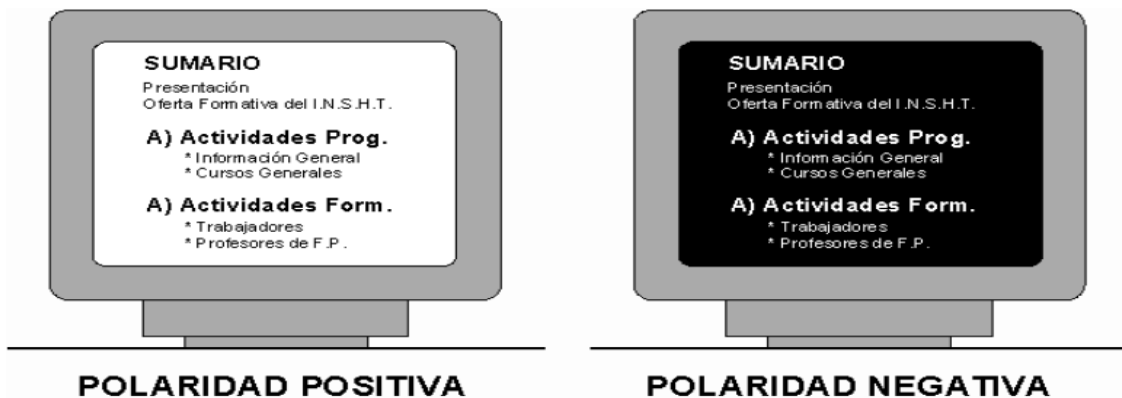 SUMARIO
Presentación
Oferta Formativa del I.N.S.H.T.
A) Actividades Prog.
* Información General
* Cursos Generales
A) Actividades Form.
* Trabajadores
* Profesores de F.P.
POLARIDAD POSITIVA
SUMARIO
Presentación
Oferta Formativa del I.N.S.H.T.
A) Actividades Prog.
* Información General
* Cursos Generales
A) Actividades Form.
* Trabajadores
* Profesores de F.P.
POLARIDAD NEGATIVA